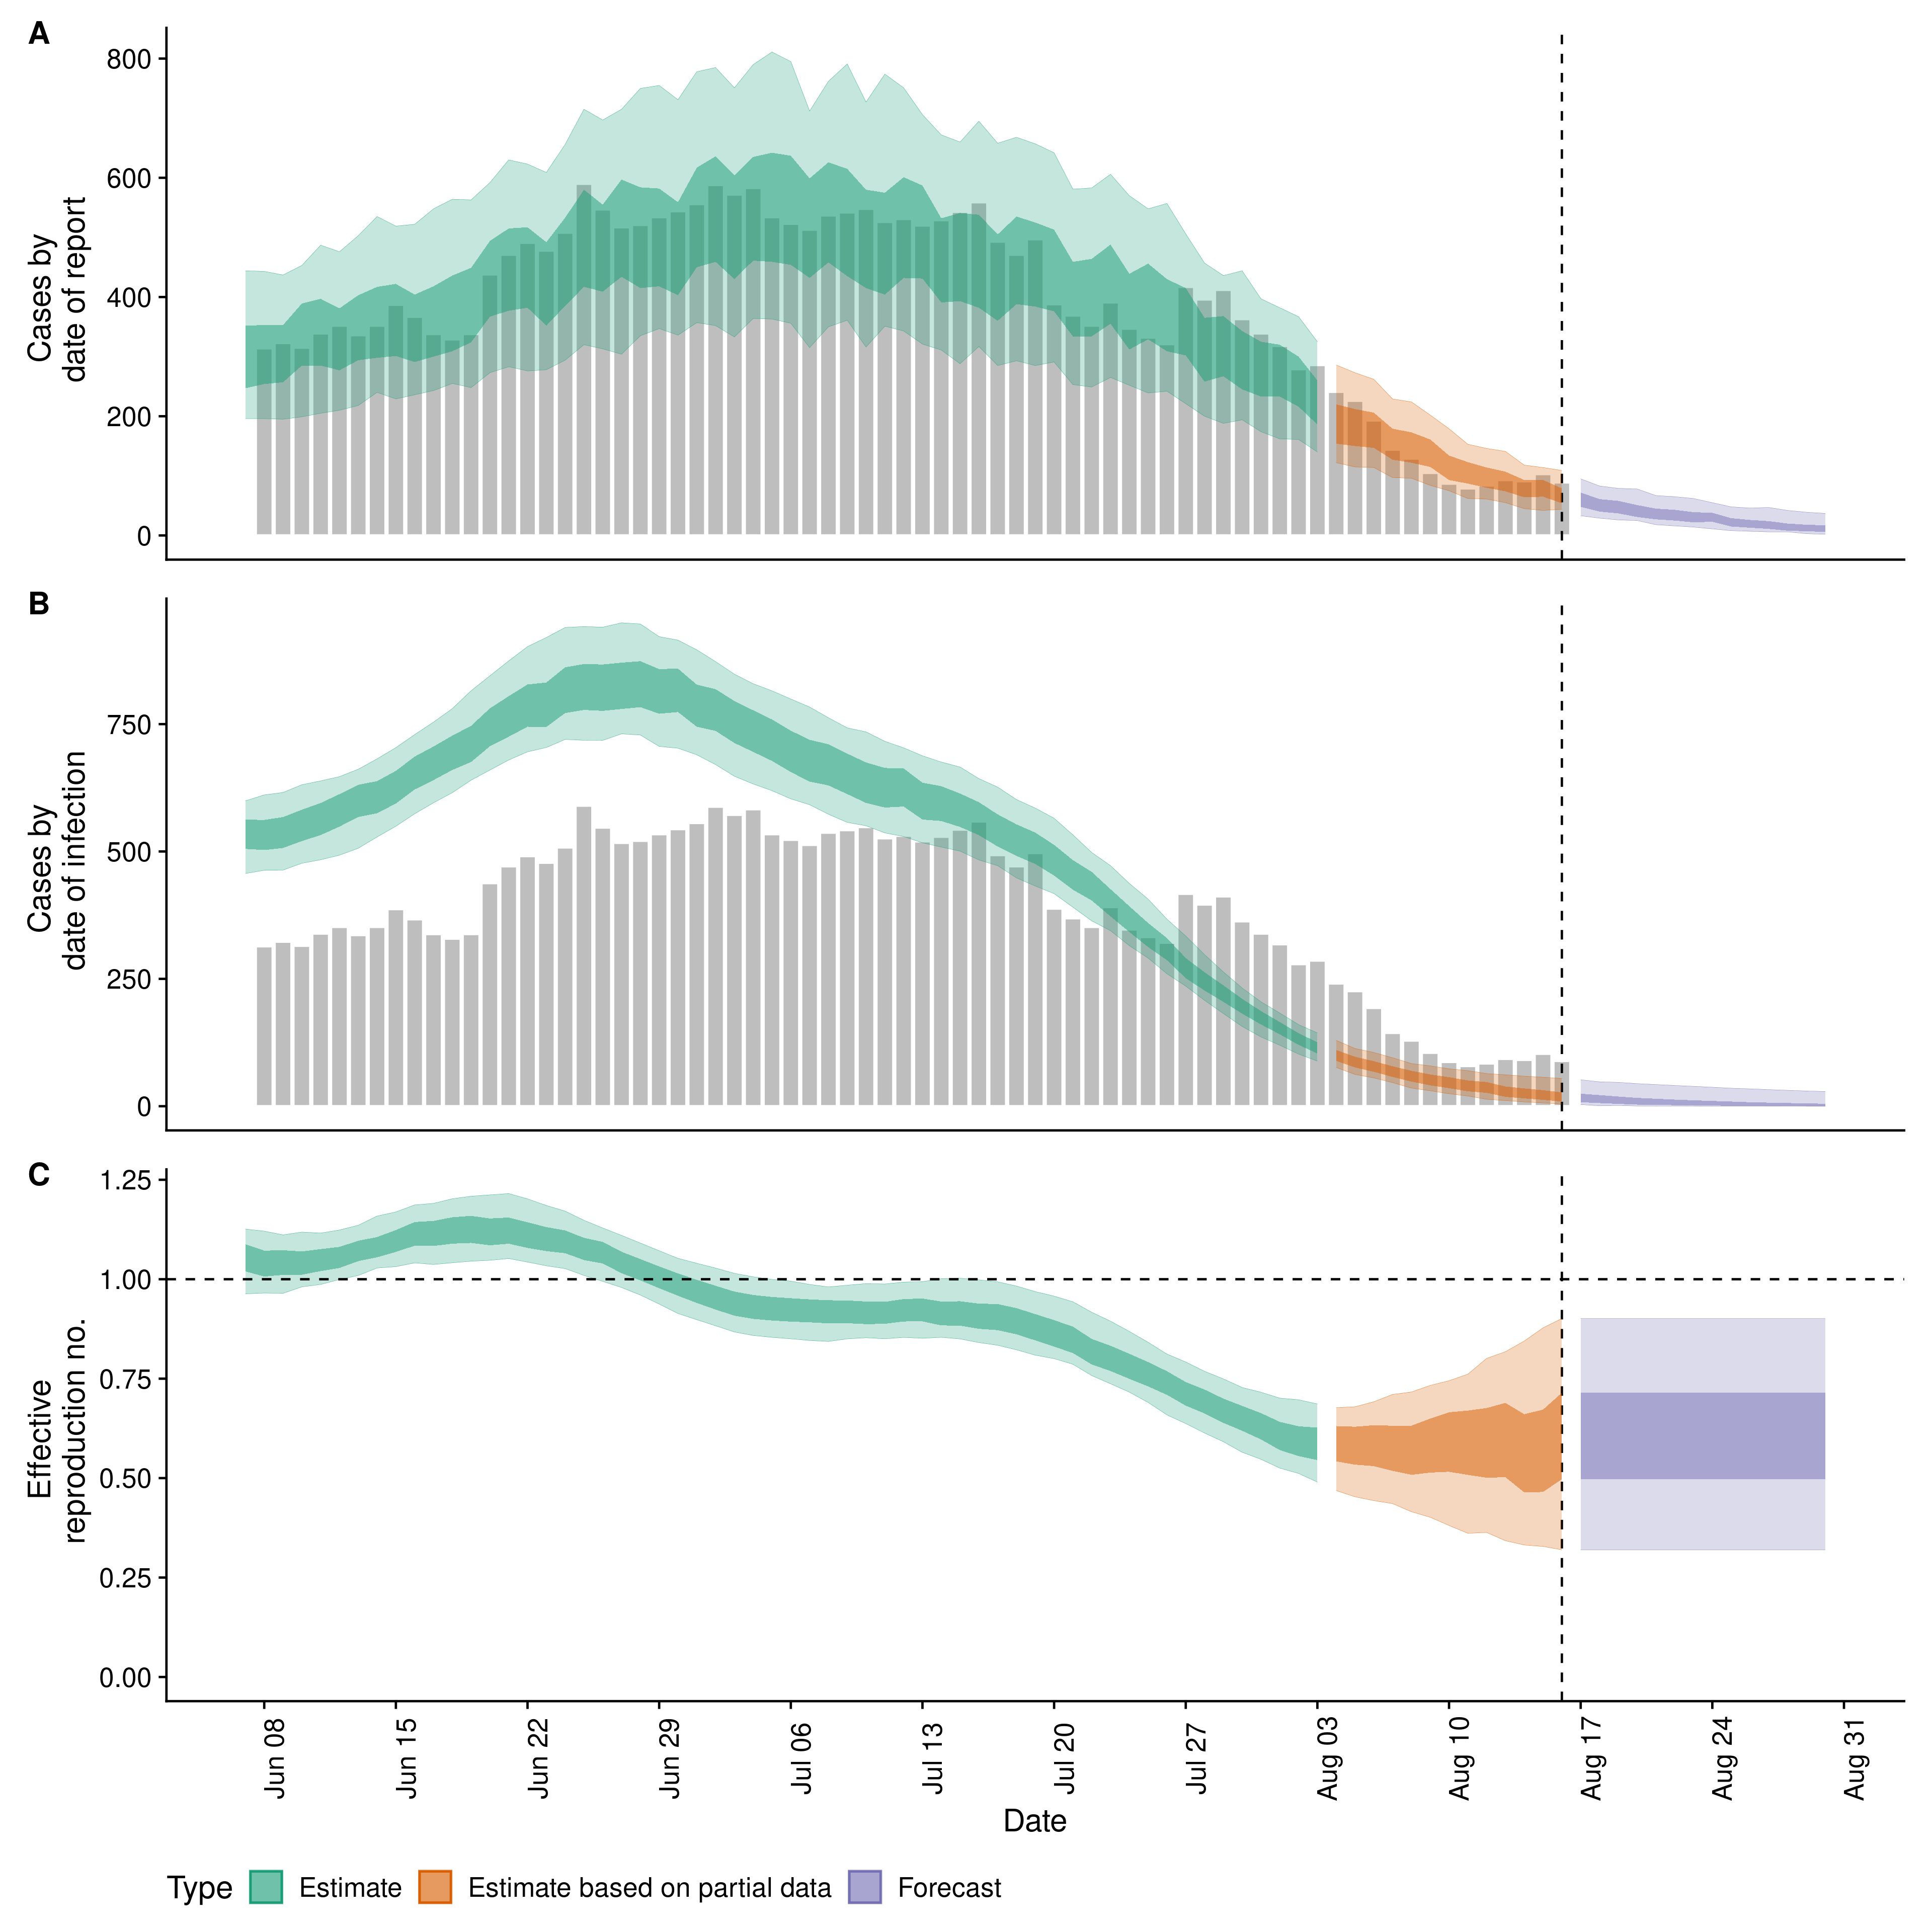 A
800
600
400
200
0
Cases by
date of report
B
750
500
250
0
Cases by
date of infection
C
1.25
1.00
0.75
0.50
0.25
0.00
Effective
reproduction no.
Jun 08
Jun 15
Jun 22
Jun 29
Jul 06
Jul 13
Jul 20
Jul 27
Aug 03
Aug 10
Aug 17
Aug 24
Aug 31
Date
Type Estimate Estimate based on partial data Forecast